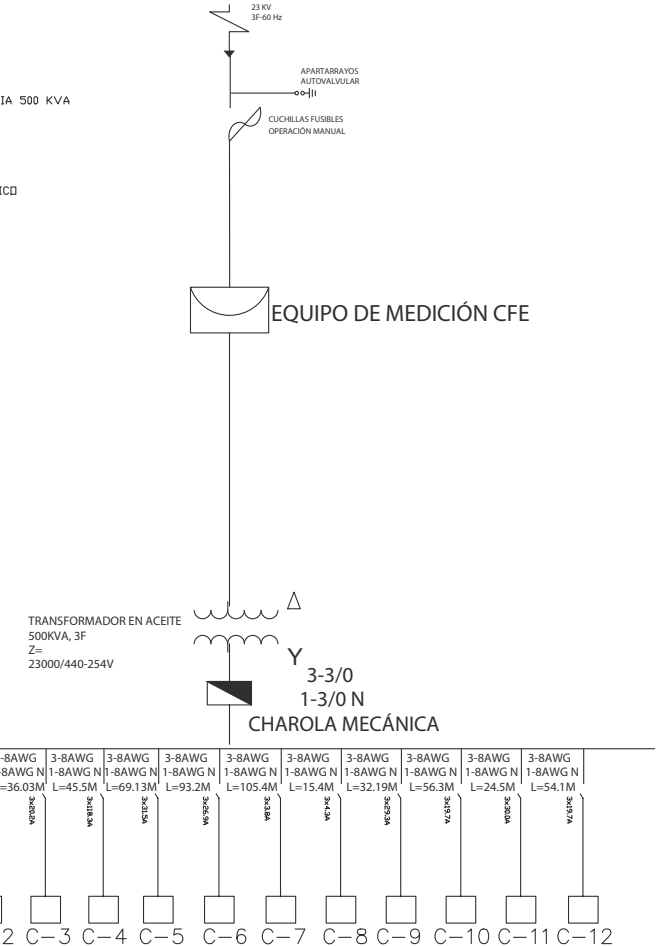 23 KV
3F-60 Hz
APARTARRAYOS
AUTOVALVULAR
IA 500 KVA
CUCHILLAS FUSIBLES
OPERACIÓN MANUAL
ICO
EQUIPO DE MEDICIÓN CFE
TRANSFORMADOR EN ACEITE
500KVA, 3F
Z=
23000/440-254V
Y
3-3/0
1-3/0 N
CHAROLA MECÁNICA
-8AWG 3-8AWG 3-8AWG 3-8AWG 3-8AWG 3-8AWG 3-8AWG 3-8AWG 3-8AWG 3-8AWG
-8AWG N 1-8AWG N 1-8AWG N 1-8AWG N 1-8AWG N 1-8AWG N 1-8AWG N 1-8AWG N 1-8AWG N 1-8AWG N
=36.03M L=45.5M L=69.13M L=93.2M L=105.4M L=15.4M L=32.19M L=56.3M L=24.5M L=54.1M
3x20.2A 3x118.3A 3x31.5A 3x26.9A 3x3.8A 3x4.3A 3x29.3A 3x19.7A 3x30.0A 3x19.7A
2 C-3 C-4 C-5 C-6 C-7 C-8 C-9 C-10 C-11 C-12